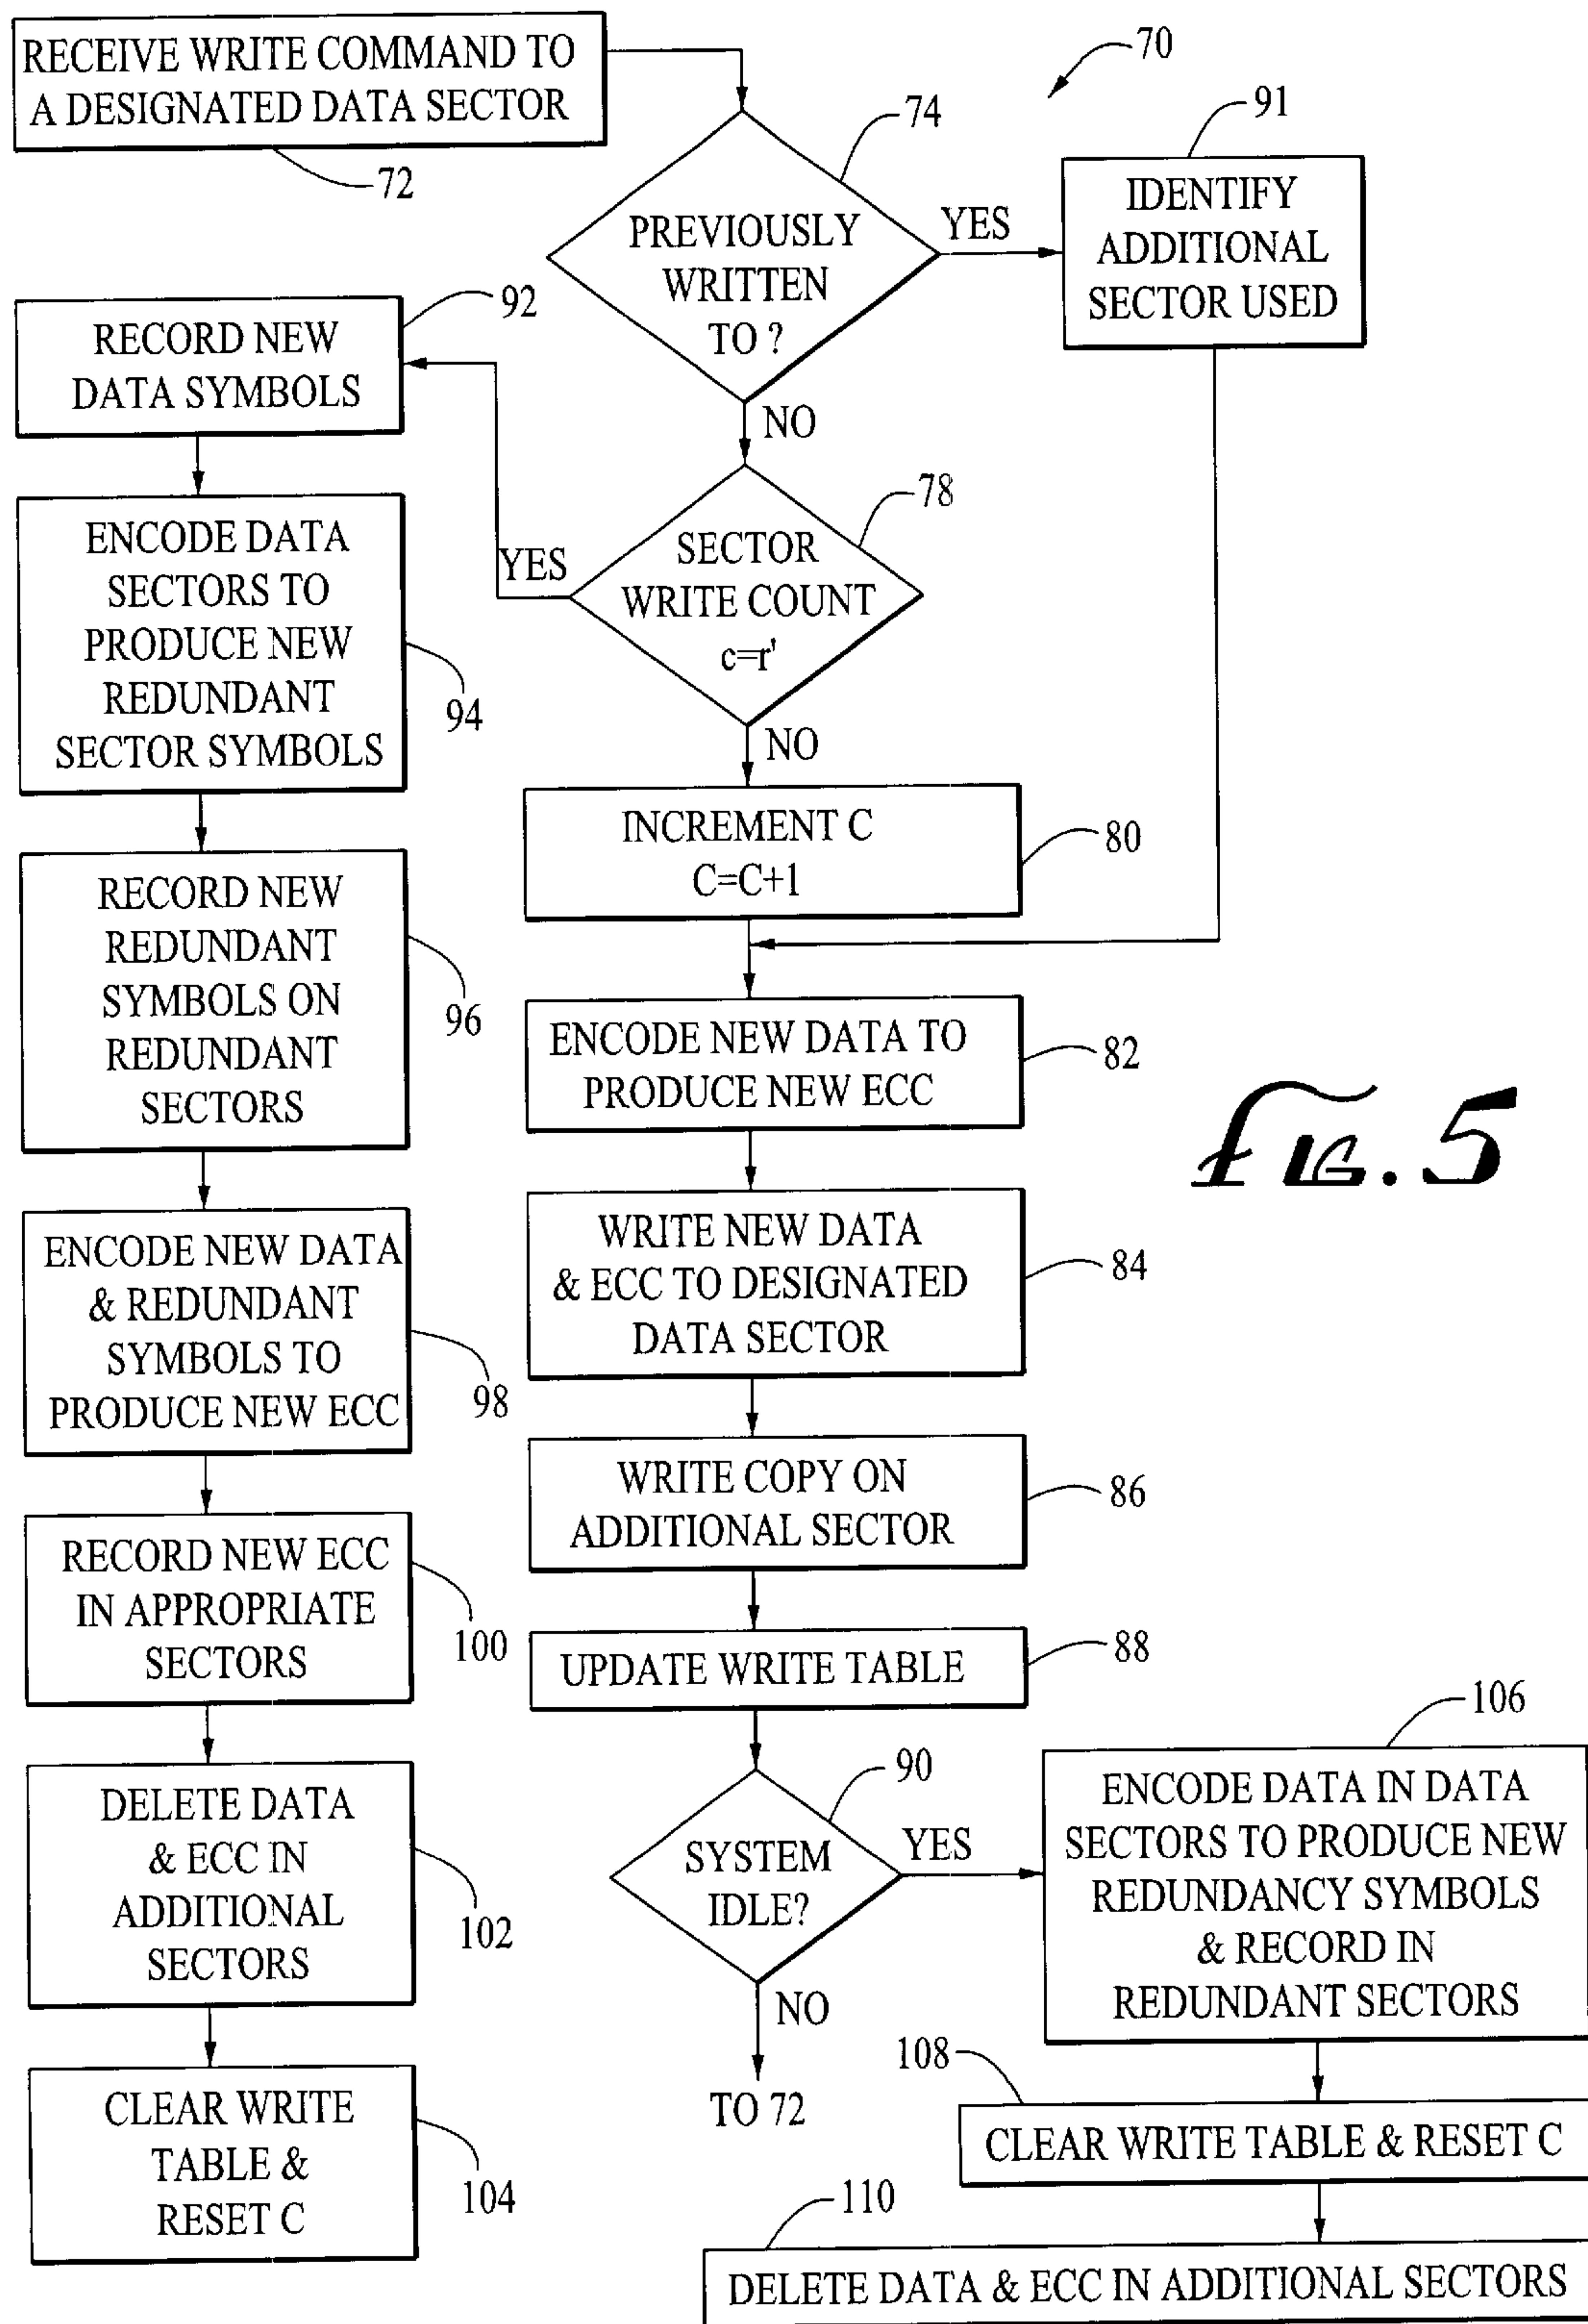 RECEIVE WRITE COMMAND TO
A DESIGNATED DATA SECTOR
72
70
74
PREVIOUSLY
WRITTEN
TO ?
YES
NO
91
IDENTIFY
ADDITIONAL
SECTOR USED
92
RECORD NEW
DATA SYMBOLS
78
SECTOR
WRITE COUNT
c=r'
YES
NO
ENCODE DATA
SECTORS TO
PRODUCE NEW
REDUNDANT
SECTOR SYMBOLS
94
INCREMENT C
C=C+1
80
RECORD NEW
REDUNDANT
SYMBOLS ON
REDUNDANT
SECTORS
96
ENCODE NEW DATA TO
PRODUCE NEW ECC
82
FIG. 5
ENCODE NEW DATA
& REDUNDANT
SYMBOLS TO
PRODUCE NEW ECC
98
WRITE NEW DATA
& ECC TO DESIGNATED
DATA SECTOR
84
WRITE COPY ON
ADDITIONAL SECTOR
86
RECORD NEW ECC
IN APPROPRIATE
SECTORS
100
UPDATE WRITE TABLE
88
DELETE DATA
& ECC IN
ADDITIONAL
SECTORS
102
90
SYSTEM
IDLE?
YES
NO
TO 72
106
ENCODE DATA IN DATA
SECTORS TO PRODUCE NEW
REDUNDANCY SYMBOLS
& RECORD IN
REDUNDANT SECTORS
CLEAR WRITE
TABLE &
RESET C
104
108
CLEAR WRITE TABLE & RESET C
110
DELETE DATA & ECC IN ADDITIONAL SECTORS